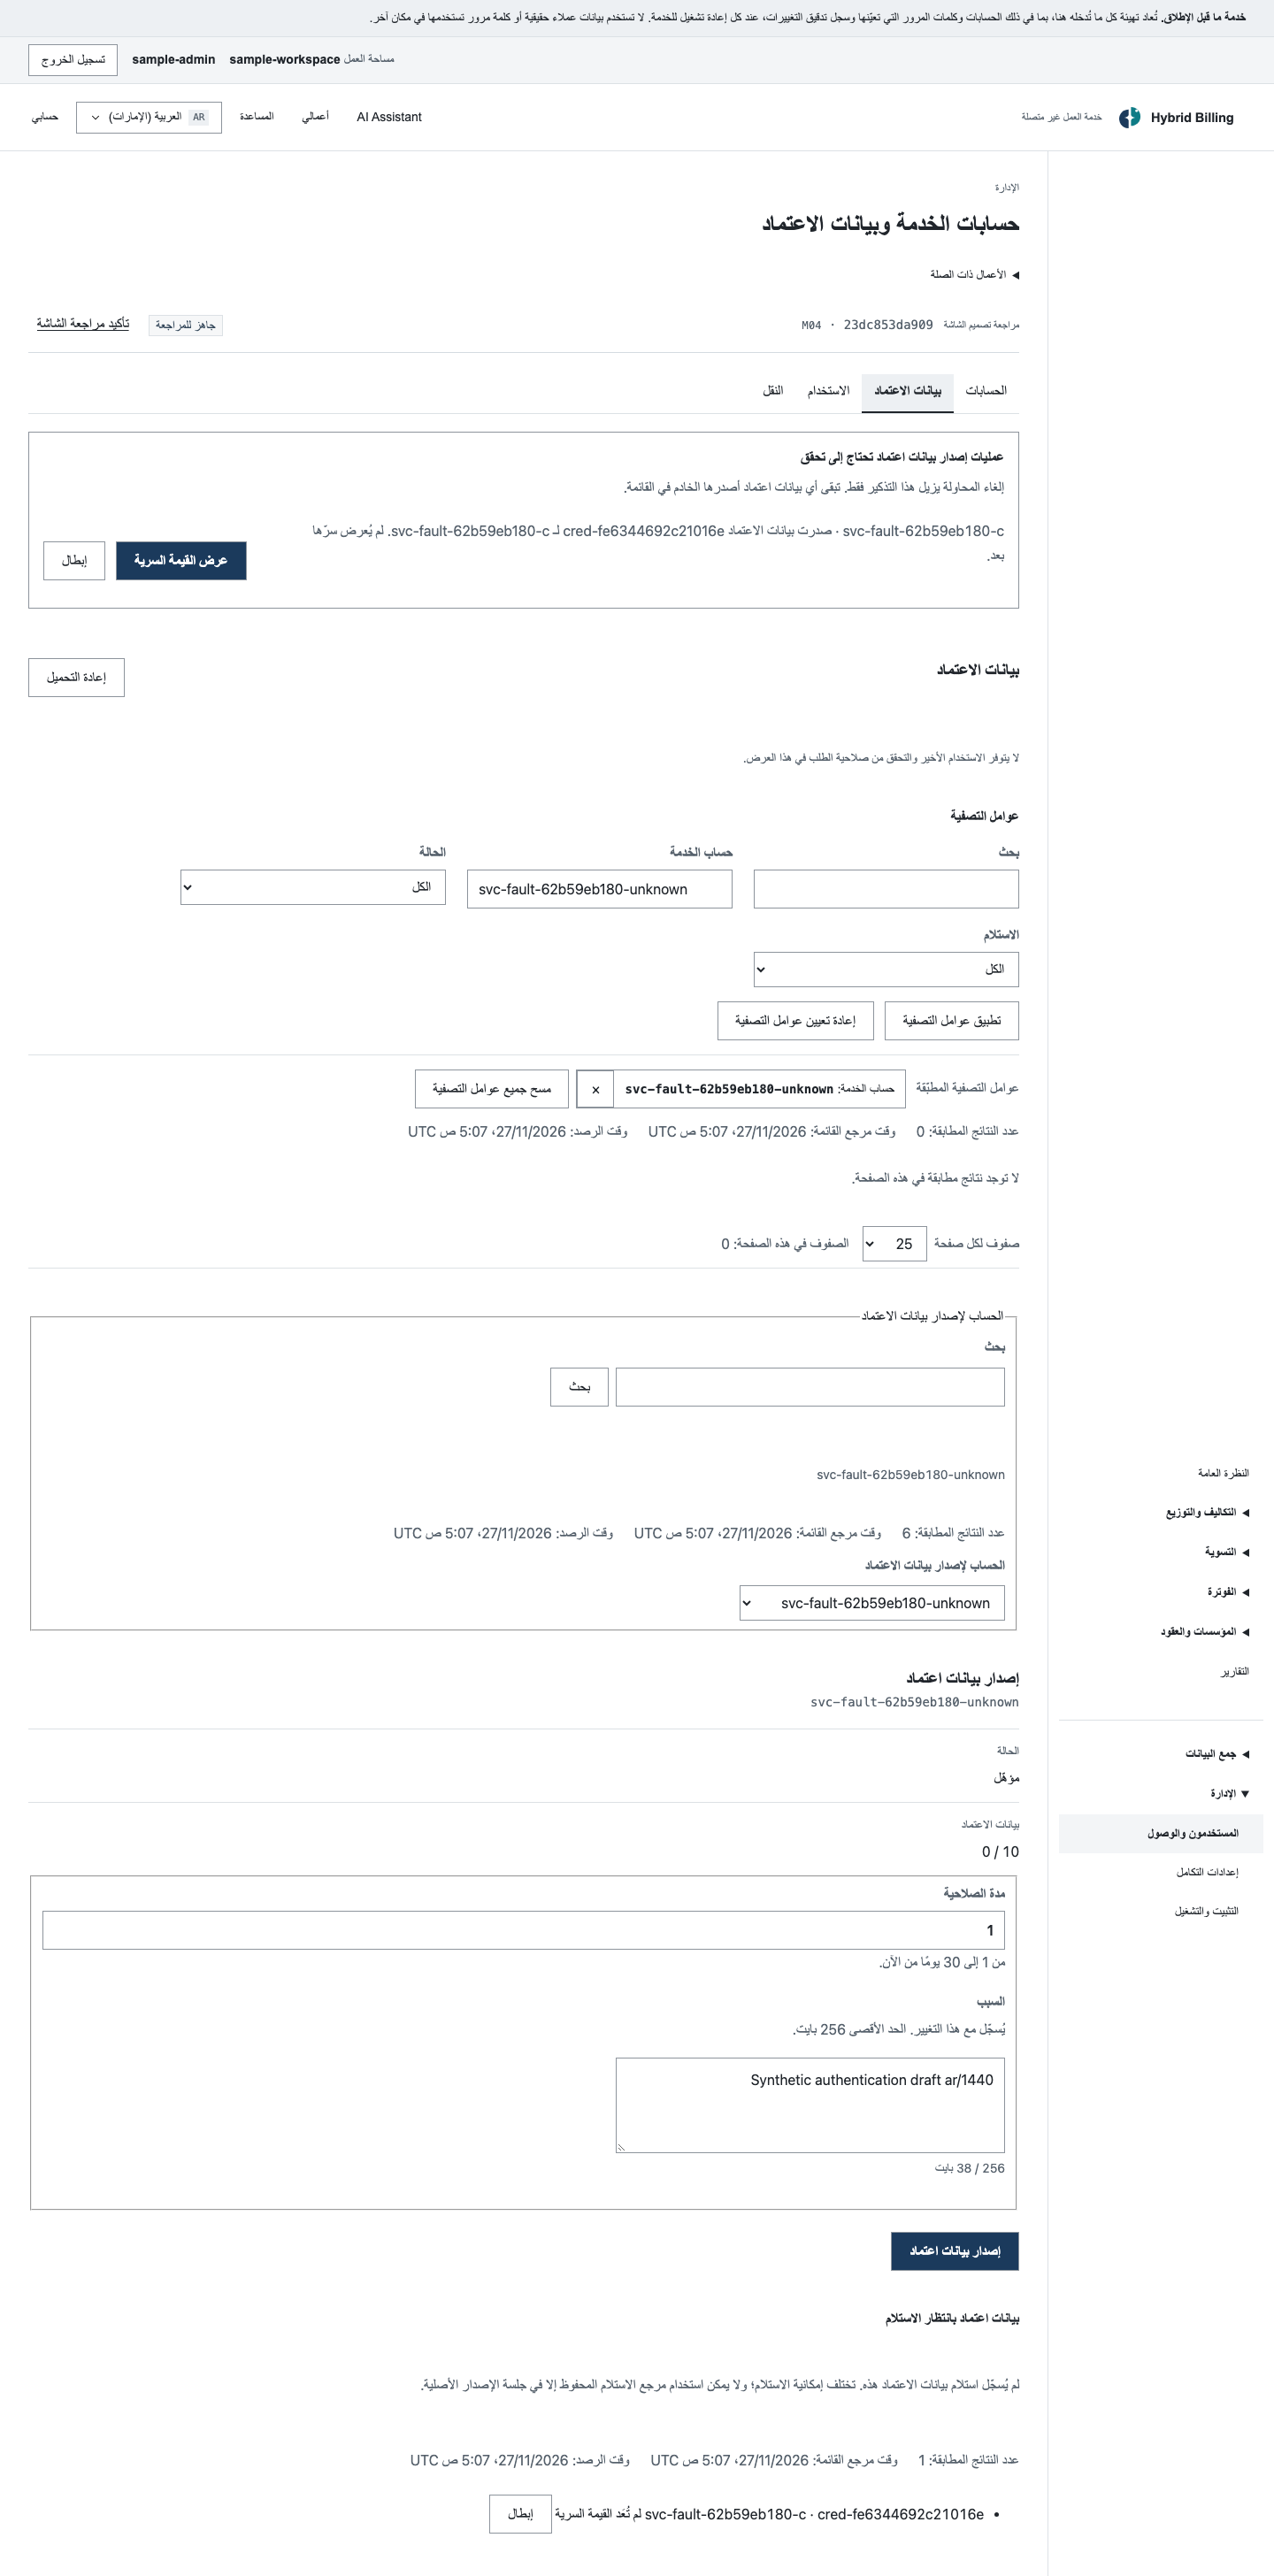 خدمة ما قبل الإطلاق. تُعاد تهيئة كل ما تُدخله هنا، بما في ذلك الحسابات وكلمات المرور التي تعيّنها وسجل تدقيق التغييرات، عند كل إعادة تشغيل للخدمة. لا تستخدم بيانات عملاء حقيقية أو كلمة مرور تستخدمها في مكان آخر.
مساحة العمل sample-workspace sample-admin تسجيل الخروج
Hybrid Billing خدمة العمل غير متصلة AI Assistant أعمالي المساعدة AR العربية (الإمارات) حسابي
الإدارة
حسابات الخدمة وبيانات الاعتماد
الأعمال ذات الصلة
مراجعة تصميم الشاشة M04 · 23dc853da909 جاهز للمراجعة تأكيد مراجعة الشاشة
الحسابات بيانات الاعتماد الاستخدام النقل
عمليات إصدار بيانات اعتماد تحتاج إلى تحقق
إلغاء المحاولة يزيل هذا التذكير فقط. تبقى أي بيانات اعتماد أصدرها الخادم في القائمة.
svc-fault-62b59eb180-c · صدرت بيانات الاعتماد cred-fe6344692c21016e لـ svc-fault-62b59eb180-c. لم يُعرض سرّها
بعد.
عرض القيمة السرية إبطال
بيانات الاعتماد إعادة التحميل
لا يتوفر الاستخدام الأخير والتحقق من صلاحية الطلب في هذا العرض.
عوامل التصفية
بحث حساب الخدمة الحالة
svc-fault-62b59eb180-unknown الكل
الاستلام
الكل
تطبيق عوامل التصفية إعادة تعيين عوامل التصفية
عوامل التصفية المطبّقة حساب الخدمة: svc-fault-62b59eb180-unknown × مسح جميع عوامل التصفية
عدد النتائج المطابقة: 0 وقت مرجع القائمة: 27/11/2026، 5:07 ص UTC وقت الرصد: 27/11/2026، 5:07 ص UTC
لا توجد نتائج مطابقة في هذه الصفحة.
صفوف لكل صفحة 25 الصفوف في هذه الصفحة: 0
الحساب لإصدار بيانات الاعتماد
بحث
بحث
svc-fault-62b59eb180-unknown
عدد النتائج المطابقة: 6 وقت مرجع القائمة: 27/11/2026، 5:07 ص UTC وقت الرصد: 27/11/2026، 5:07 ص UTC
الحساب لإصدار بيانات الاعتماد
svc-fault-62b59eb180-unknown
إصدار بيانات اعتماد
svc-fault-62b59eb180-unknown
الحالة
مؤهّل
بيانات الاعتماد
0 / 10
مدة الصلاحية
1
من 1 إلى 30 يومًا من الآن.
السبب
يُسجّل مع هذا التغيير. الحد الأقصى 256 بايت.
Synthetic authentication draft ar/1440
256 / 38 بايت
إصدار بيانات اعتماد
بيانات اعتماد بانتظار الاستلام
لم يُسجّل استلام بيانات الاعتماد هذه. تختلف إمكانية الاستلام؛ ولا يمكن استخدام مرجع الاستلام المحفوظ إلا في جلسة الإصدار الأصلية.
عدد النتائج المطابقة: 1 وقت مرجع القائمة: 27/11/2026، 5:07 ص UTC وقت الرصد: 27/11/2026، 5:07 ص UTC
• svc-fault-62b59eb180-c · cred-fe6344692c21016e لم تُعَد القيمة السرية إبطال
النظرة العامة
التكاليف والتوزيع
التسوية
الفوترة
المؤسسات والعقود
التقارير
جمع البيانات
الإدارة
المستخدمون والوصول
إعدادات التكامل
التثبيت والتشغيل